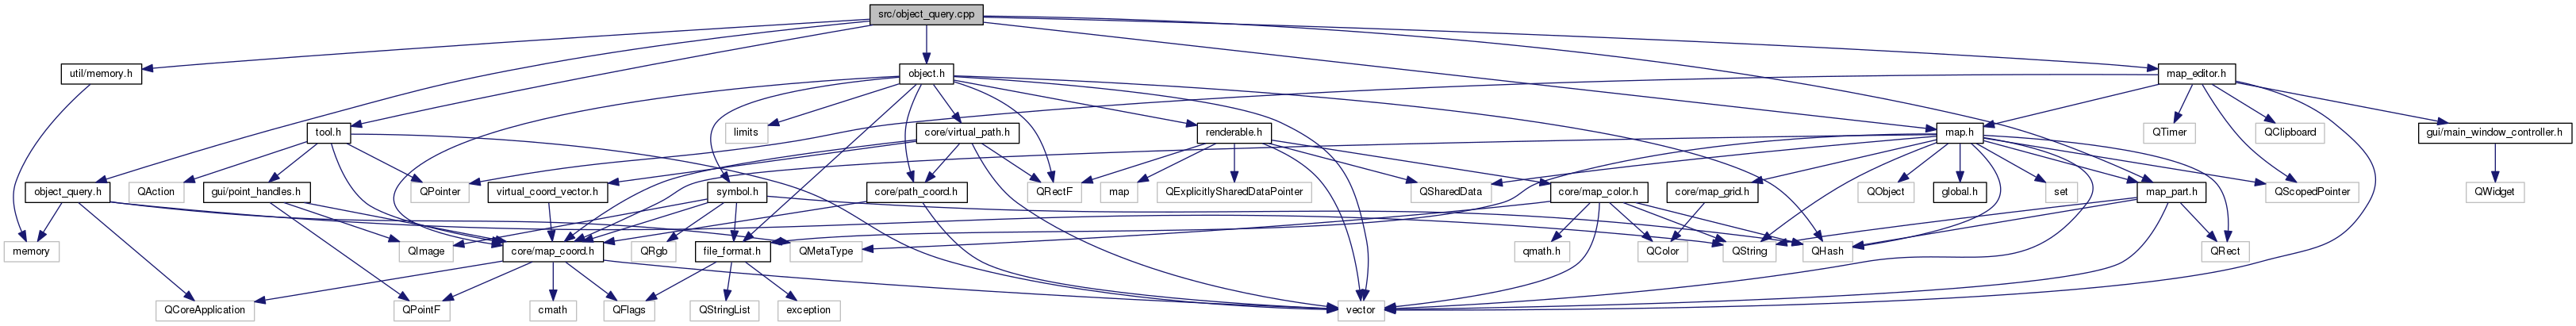 src/object_query.cpp
util/memory.h
object.h
map_editor.h
tool.h
limits
core/virtual_path.h
renderable.h
map.h
QTimer
QClipboard
gui/main_window_controller.h
object_query.h
QAction
gui/point_handles.h
QPointer
virtual_coord_vector.h
symbol.h
core/path_coord.h
QRectF
map
QExplicitlySharedDataPointer
QSharedData
core/map_color.h
core/map_grid.h
QObject
global.h
set
map_part.h
QScopedPointer
QWidget
memory
QImage
core/map_coord.h
QRgb
file_format.h
QMetaType
qmath.h
QColor
QString
QHash
QRect
QCoreApplication
QPointF
cmath
QFlags
QStringList
exception
vector